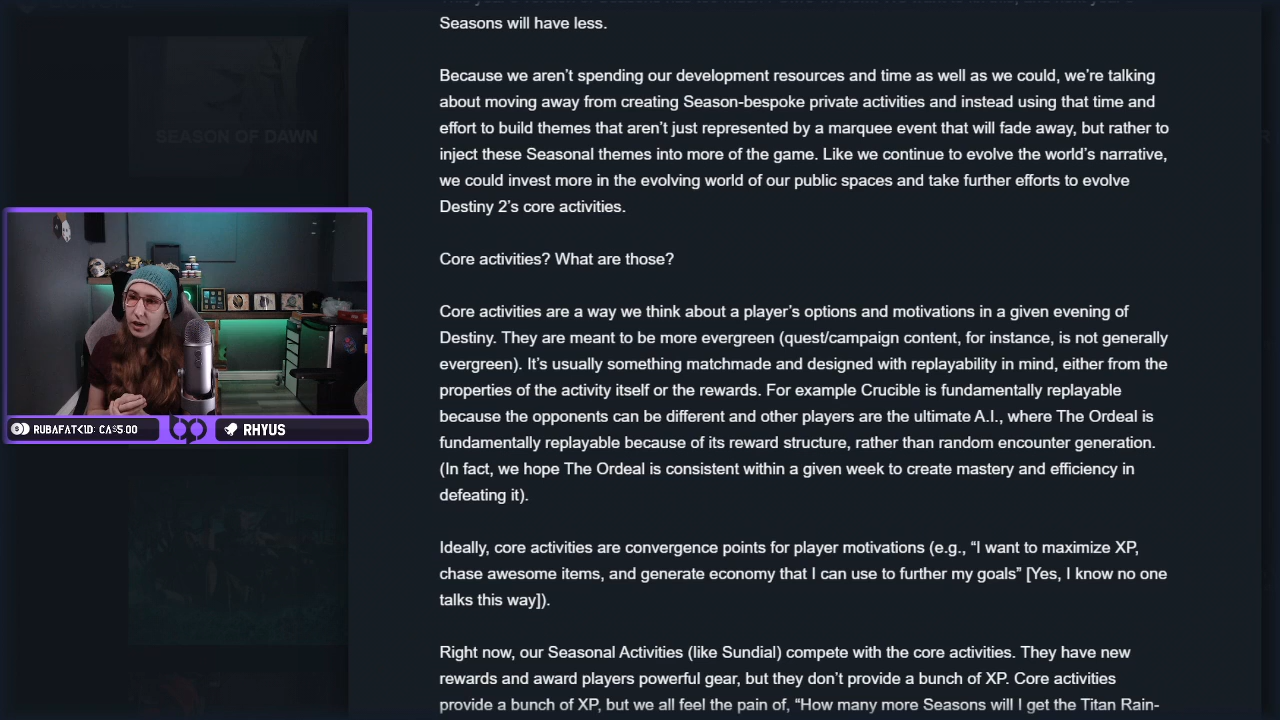 Seasons will have less.
Because we aren’t spending our development resources and time as well as we could, we’re talking
about moving away from creating Season-bespoke private activities and instead using that time and
effort to build themes that aren’t just represented by a marquee event that will fade away, but rather to
inject these Seasonal themes into more of the game. Like we continue to evolve the world’s narrative,
we could invest more in the evolving world of our public spaces and take further efforts to evolve
Destiny 2’s core activities.
SEASON OF DAWN
Core activities? What are those?
Core activities are a way we think about a player’s options and motivations in a given evening of
Destiny. They are meant to be more evergreen (quest/campaign content, for instance, is not generally
evergreen). It’s usually something matchmade and designed with replayability in mind, either from the
properties of the activity itself or the rewards. For example Crucible is fundamentally replayable
because the opponents can be different and other players are the ultimate A.I., where The Ordeal is
fundamentally replayable because of its reward structure, rather than random encounter generation.
(In fact, we hope The Ordeal is consistent within a given week to create mastery and efficiency in
defeating it).
RUBAFATK1D: CA$5.00
RHYUS
Ideally, core activities are convergence points for player motivations (e.g., “I want to maximize XP,
chase awesome items, and generate economy that I can use to further my goals” [Yes, I know no one
talks this way]).
Right now, our Seasonal Activities (like Sundial) compete with the core activities. They have new
rewards and award players powerful gear, but they don’t provide a bunch of XP. Core activities
provide a bunch of XP, but we all feel the pain of, “How many more Seasons will I get the Titan Rain-